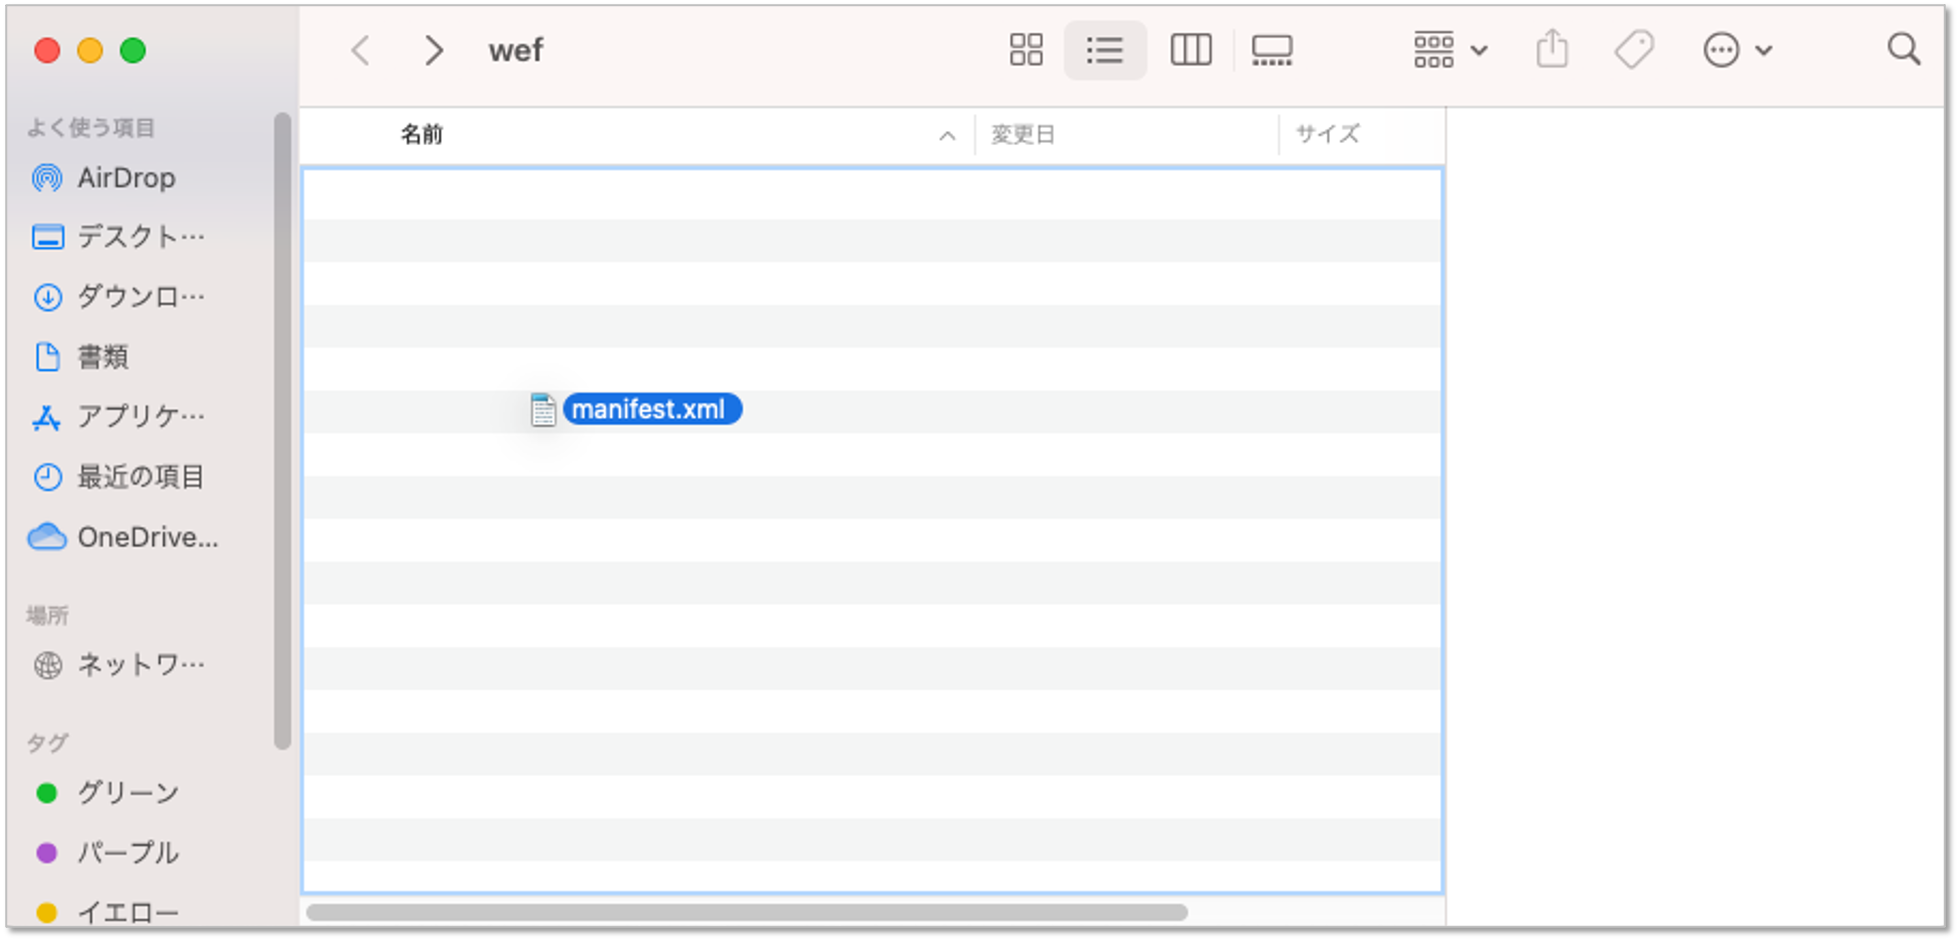 wef
よく使う項目
AirDrop
デスクト…
ダウンロ…
書類
アプリケ…
最近の項目
OneDrive...
場所
ネットワ…
タグ
グリーン
パープル
イエロー
名前 変更日 サイズ
manifest.xml